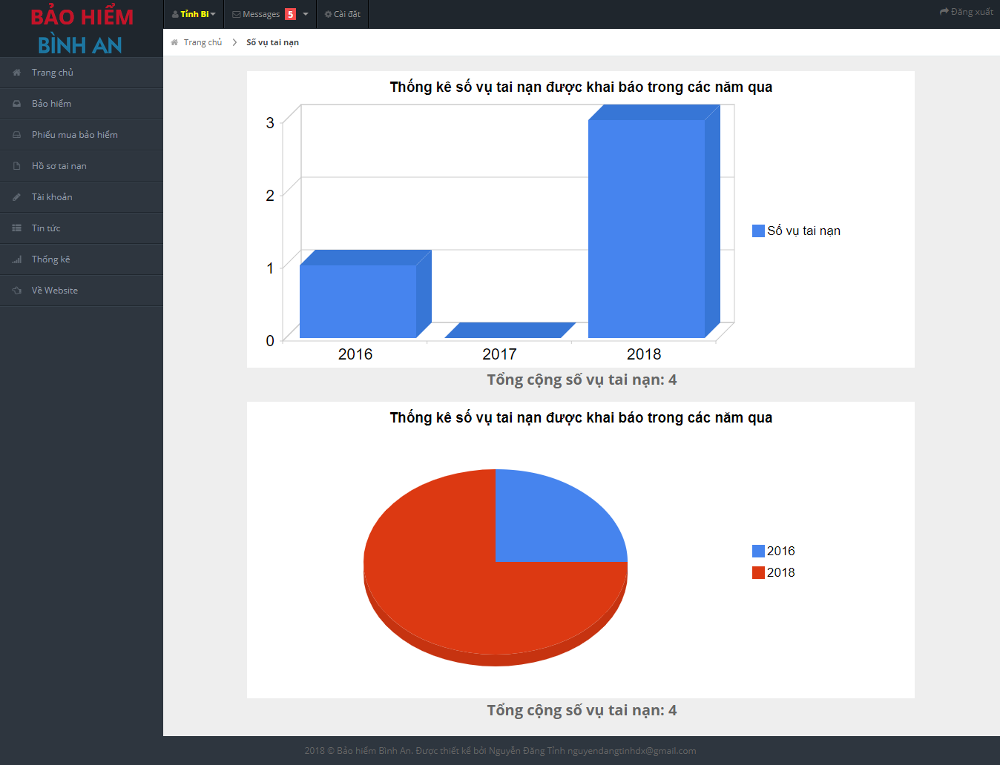 BẢO HIỂM
BÌNH AN
Tỉnh Bi
Messages 5
Cài đặt
Đăng xuất
Trang chủ
Số vụ tai nạn
Trang chủ
Bảo hiểm
Phiếu mua bảo hiểm
Hồ sơ tai nạn
Tài khoản
Tin tức
Thống kê
Về Website
Thống kê số vụ tai nạn được khai báo trong các năm qua
3
2
1
0
2016
2017
2018
Số vụ tai nạn
Tổng cộng số vụ tai nạn: 4
Thống kê số vụ tai nạn được khai báo trong các năm qua
2016
2018
Tổng cộng số vụ tai nạn: 4
2018 © Bảo hiểm Bình An. Được thiết kế bởi Nguyễn Đăng Tỉnh nguyendangtinhdx@gmail.com